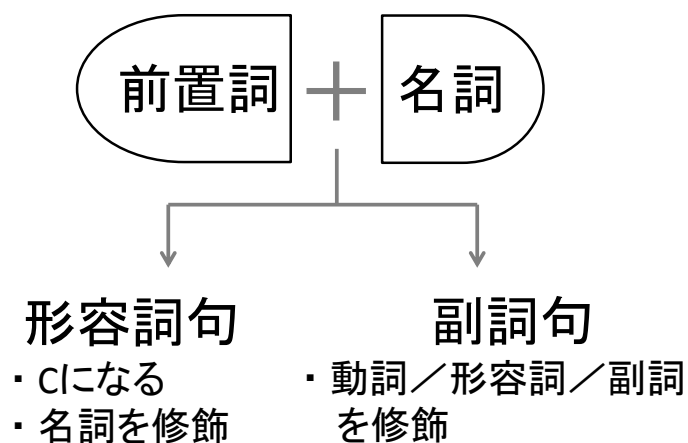 前置詞 + 名詞
形容詞句
・Cになる
・名詞を修飾
副詞句
・動詞／形容詞／副詞
を修飾